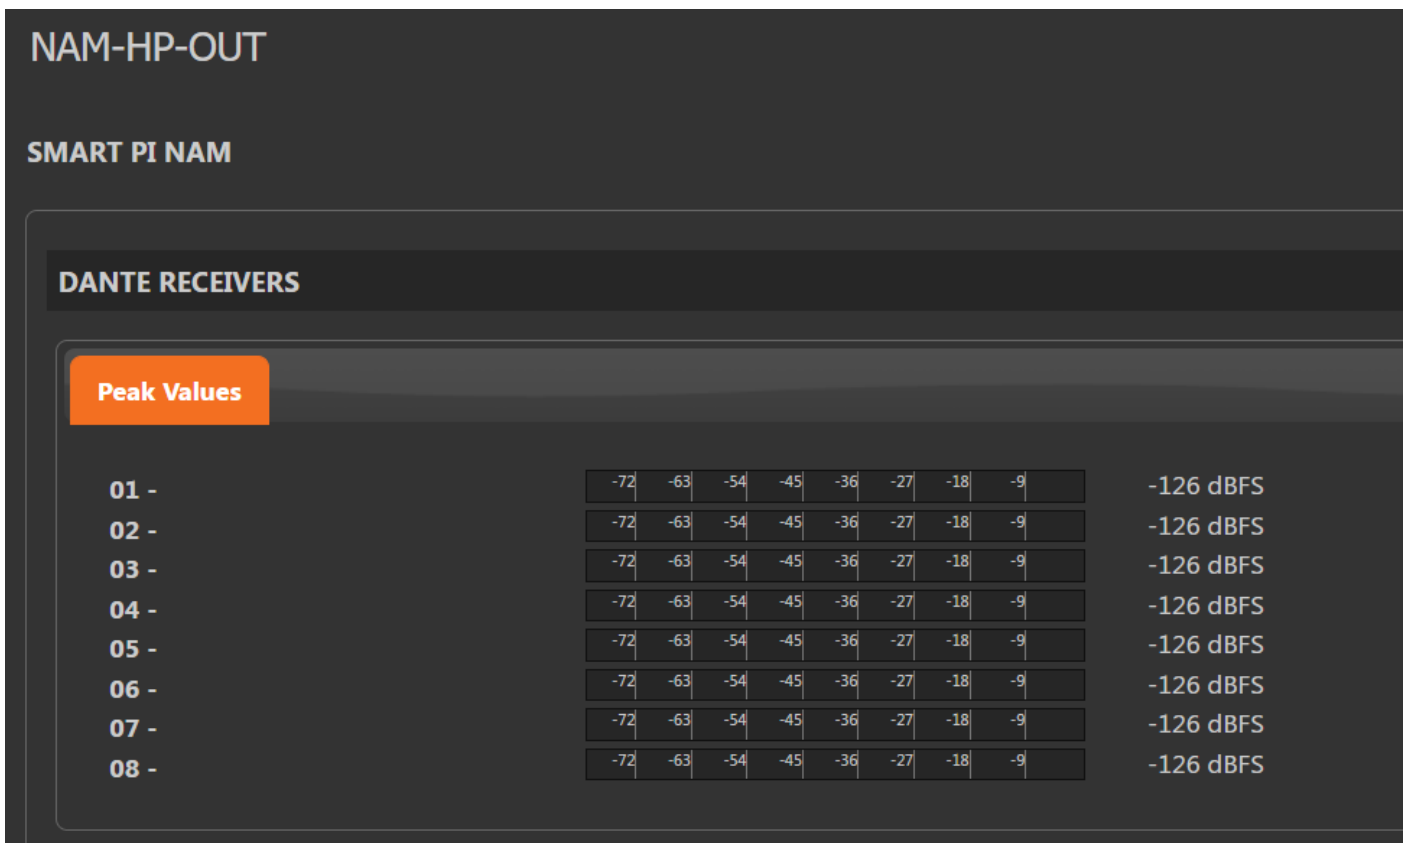 NAM-HP-OUT
SMART PI NAM
DANTE RECEIVERS
Peak Values
01 - -72 -63 -54 -45 -36 -27 -18 -9 -126 dBFS
02 - -72 -63 -54 -45 -36 -27 -18 -9 -126 dBFS
03 - -72 -63 -54 -45 -36 -27 -18 -9 -126 dBFS
04 - -72 -63 -54 -45 -36 -27 -18 -9 -126 dBFS
05 - -72 -63 -54 -45 -36 -27 -18 -9 -126 dBFS
06 - -72 -63 -54 -45 -36 -27 -18 -9 -126 dBFS
07 - -72 -63 -54 -45 -36 -27 -18 -9 -126 dBFS
08 - -72 -63 -54 -45 -36 -27 -18 -9 -126 dBFS